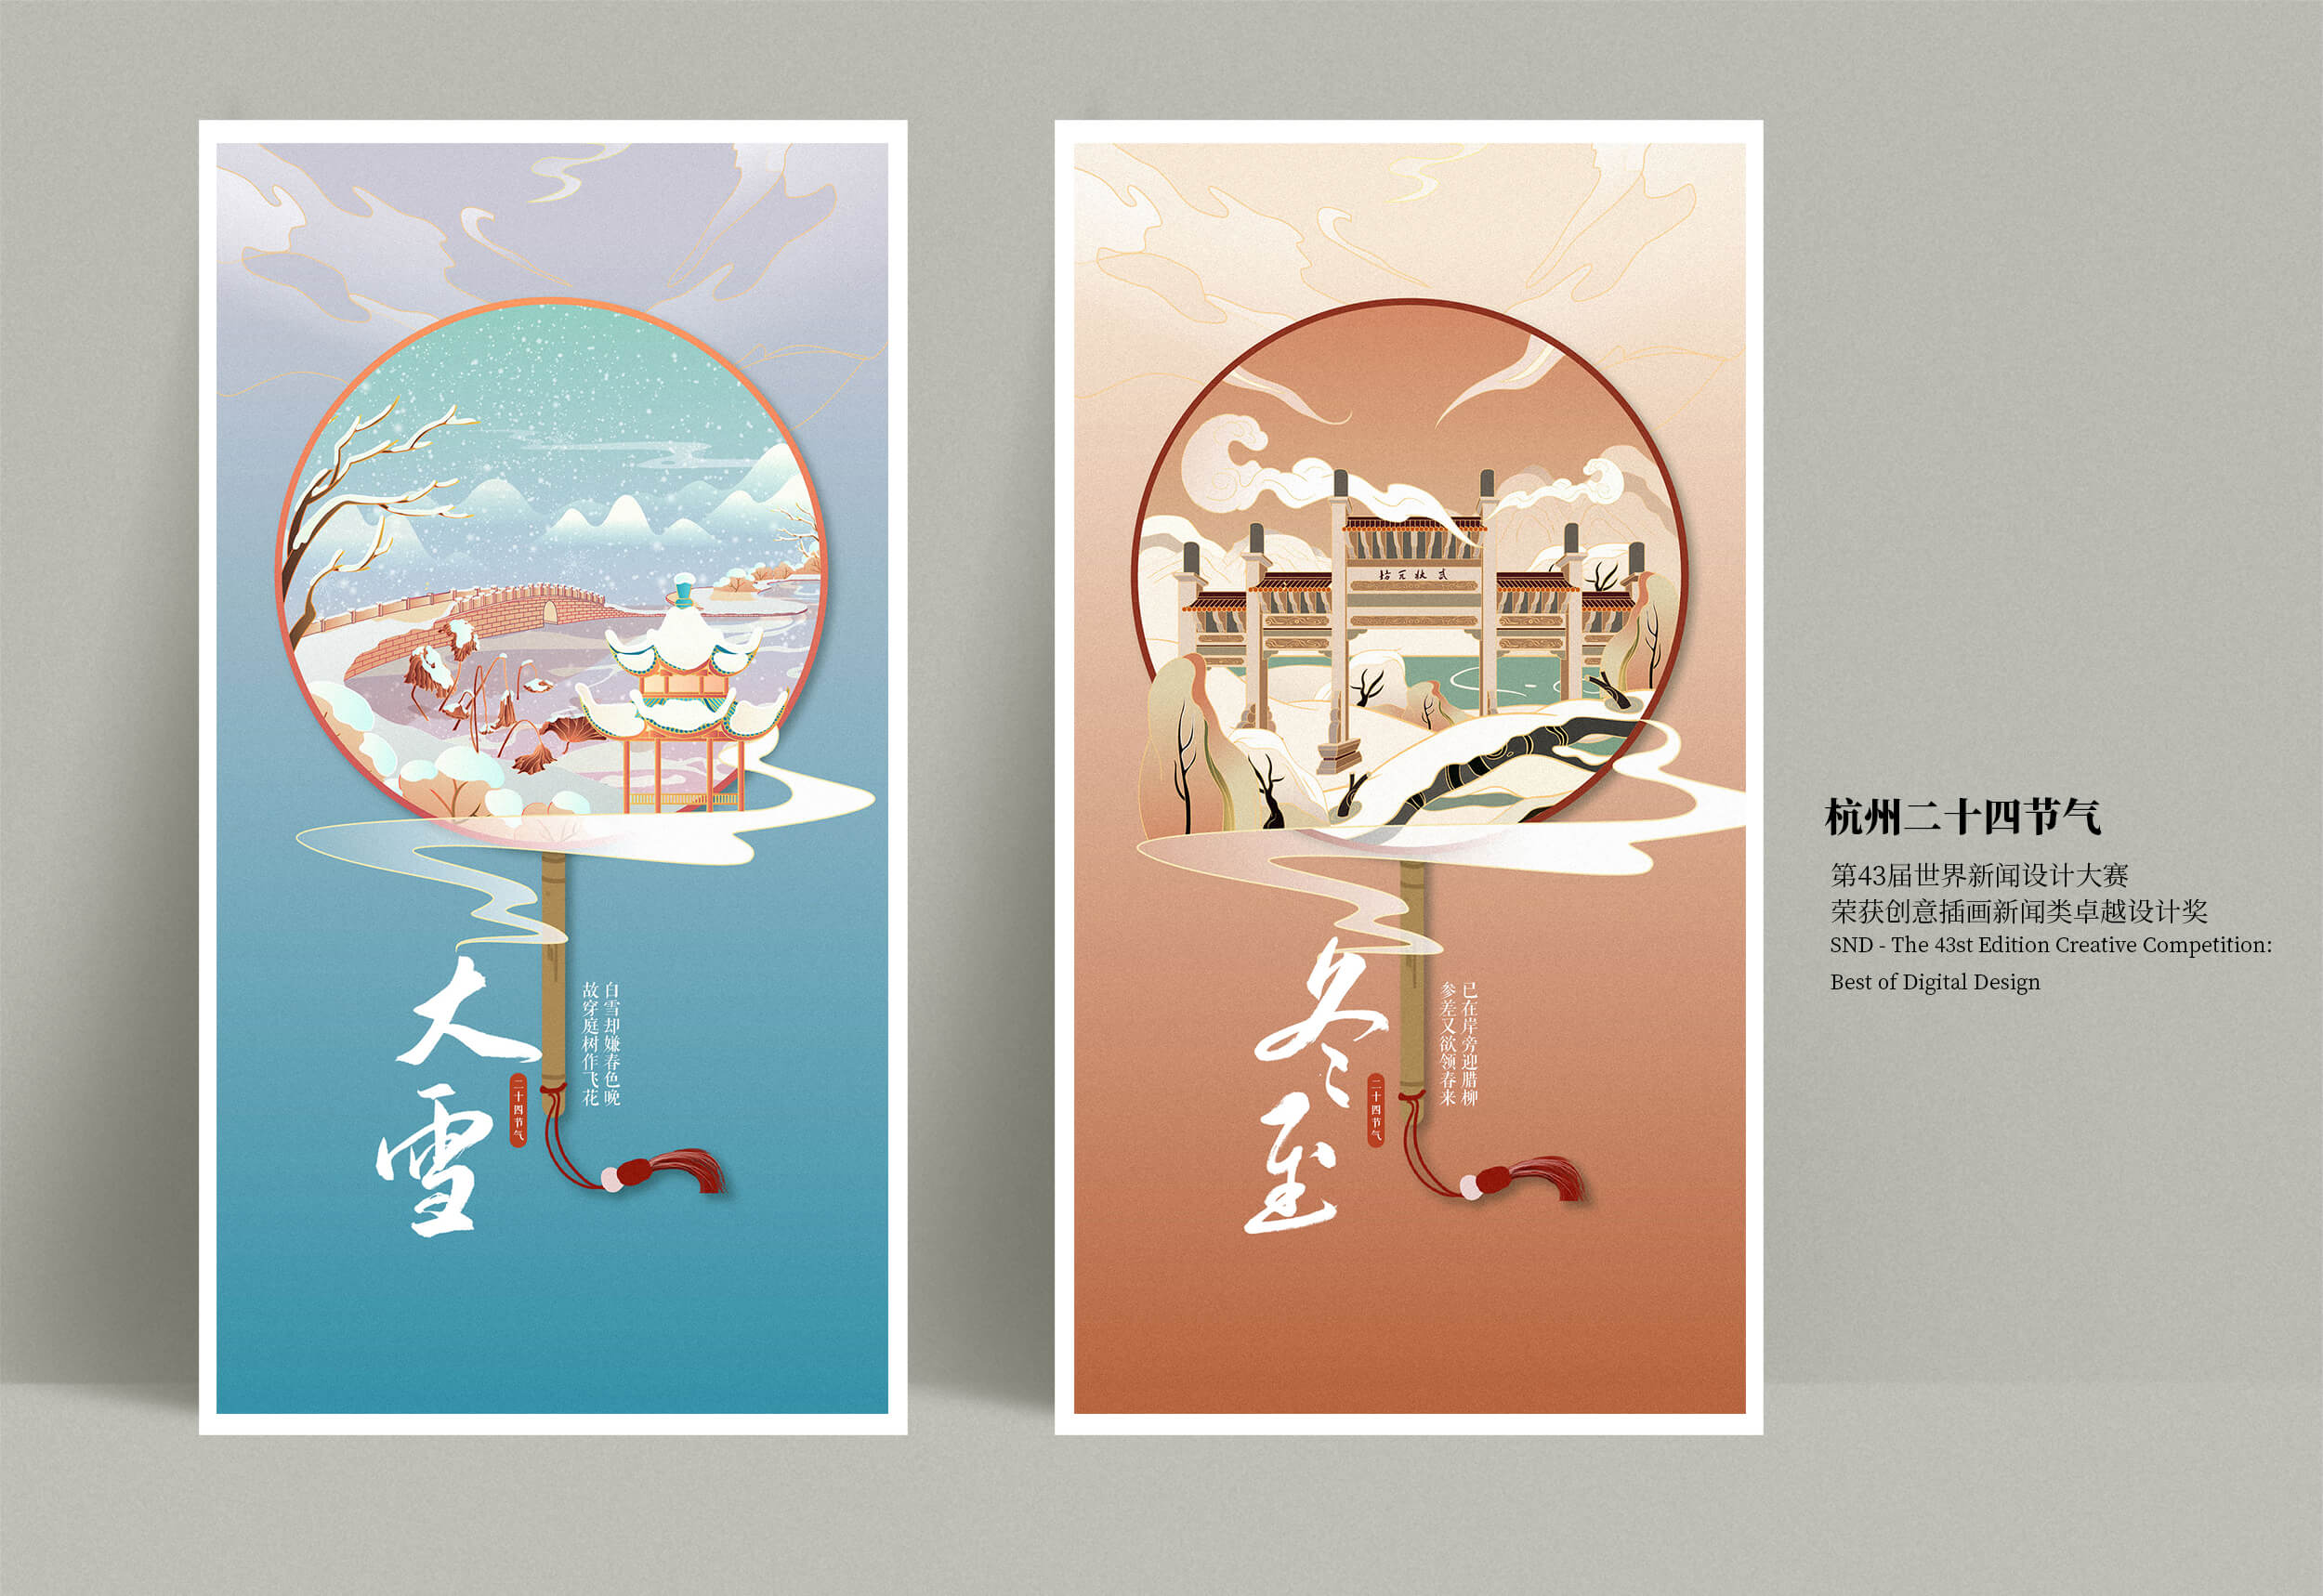 武状元坊
大雪
二十四节气
白雪却嫌春色晚
故穿庭树作飞花
冬至
二十四节气
已在岸旁迎腊柳
参差又欲领春来
杭州二十四节气
第43届世界新闻设计大赛
荣获创意插画新闻类卓越设计奖
SND - The 43st Edition Creative Competition:
Best of Digital Design